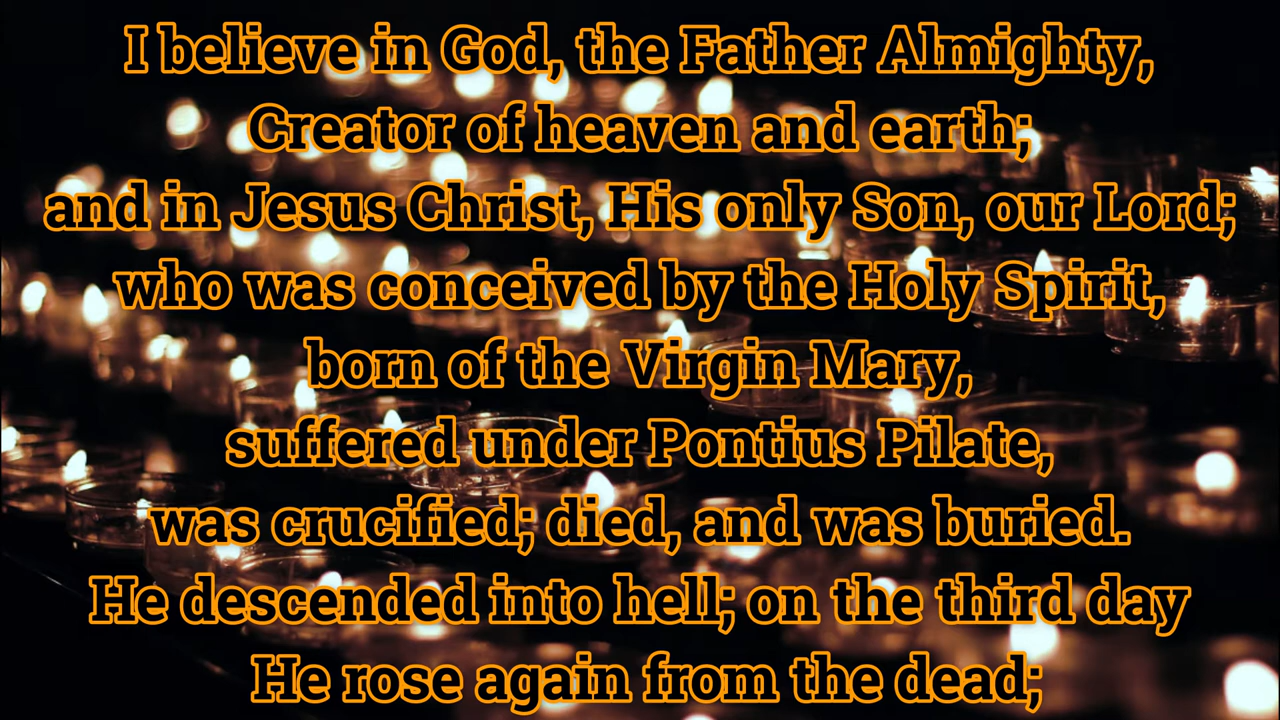 I believe in God, the Father Almighty,
Creator of heaven and earth;
and in Jesus Christ, His only Son, our Lord;
who was conceived by the Holy Spirit,
born of the Virgin Mary,
suffered under Pontius Pilate,
was crucified; died, and was buried.
He descended into hell; on the third day
He rose again from the dead;